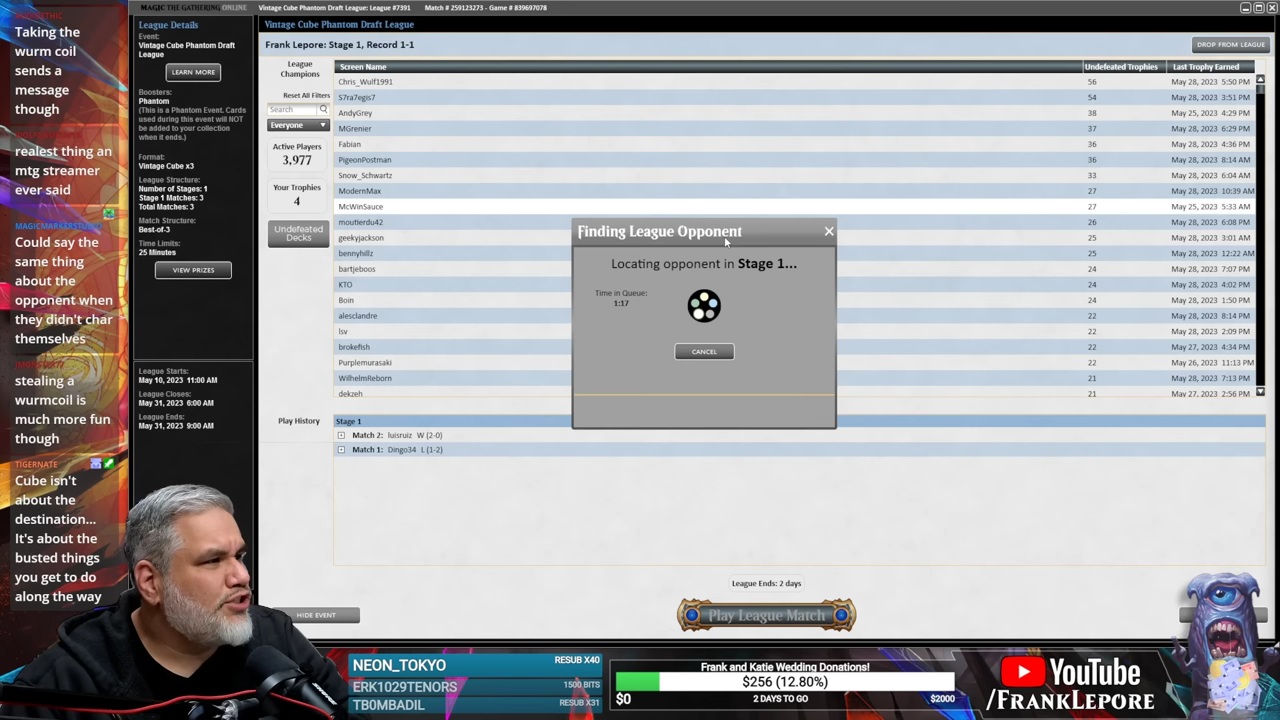 MAGIC THE GATHERING ONLINE
Vintage Cube Phantom Draft League: League #7391
Match # 259123273 - Game # 839697078
Taking the
wurm coil
sends a
message
though
realest thing an
mtg streamer
ever said
MAGICMARKERSTUDIO
Could say the
same thing
about the
opponent when
they didn't char
themselves
stealing a
wurmcoil is
much more fun
though
TIGERNATE
Cube isn't
about the
destination...
It's about the
busted things
you get to do
along the way
League Details
Event:
Vintage Cube Phantom Draft
League
LEARN MORE
Boosters:
Phantom
(This is a Phantom Event. Cards
used during this event will NOT
be added to your collection
when it ends.)
Format:
Vintage Cube x3
League Structure:
Number of Stages: 1
Stage 1 Matches: 3
Total Matches: 3
Match Structure:
Best-of-3
Time Limits:
25 Minutes
VIEW PRIZES
League Starts:
May 10, 2023 11:00 AM
League Closes:
May 31, 2023 6:00 AM
League Ends:
May 31, 2023 9:00 AM
Vintage Cube Phantom Draft League
Frank Lepore: Stage 1, Record 1-1
DROP FROM LEAGUE
League
Champions
Reset All Filters
Search
Everyone
Active Players
3,977
Your Trophies
4
Undefeated
Decks
Screen Name Undefeated Trophies Last Trophy Earned
Chris_Wulf1991 56 May 28, 2023 5:50 PM
S7ra7egis7 54 May 28, 2023 3:51 PM
AndyGrey 38 May 25, 2023 4:29 PM
MGrenier 37 May 28, 2023 6:39 PM
Fabian 36 May 28, 2023 4:36 PM
PigeonPostman 36 May 28, 2023 8:14 AM
Snow_Schwartz 33 May 28, 2023 6:04 AM
ModernMax 27 May 28, 2023 10:39 AM
McWinSauce 27 May 25, 2023 5:33 AM
moutierdu42 26 May 28, 2023 6:08 PM
geekyjackson 25 May 28, 2023 3:01 AM
bennyhillz 25 May 28, 2023 12:22 AM
bartjeboos 24 May 28, 2023 7:07 PM
KTO 24 May 28, 2023 4:02 PM
Boin 24 May 28, 2023 1:50 PM
alesclandre 22 May 28, 2023 8:14 PM
lsv 22 May 28, 2023 2:09 PM
brokefish 22 May 27, 2023 4:34 PM
Purplemurasaki 22 May 26, 2023 11:13 PM
WilhelmReborn 21 May 28, 2023 7:13 PM
dekzeh 21 May 27, 2023 2:56 PM
Finding League Opponent
Locating opponent in Stage 1...
Time in Queue:
1:17
CANCEL
Play History
Stage 1
Match 2: luisruiz W (2-0)
Match 1: Dingo34 L (1-2)
League Ends: 2 days
HIDE EVENT
Play League Match
NEON_TOKYO RESUB X40
ERK1029TENORS 1500 BITS
TB0MBADIL RESUB X31
Frank and Katie Wedding Donations!
$256 (12.80%)
$0 2 DAYS TO GO $2000
YouTube
/FRANKLEPORE